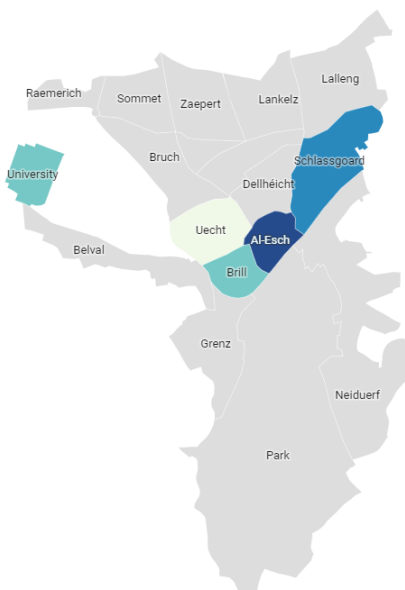 Lalleng
Raemerich
Sommet
Zaepert
Lankelz
Bruch
Schlassgoard
University
Dellhéicht
Uecht
Al-Esch
Belval
Brill
Grenz
Neiduerf
Park